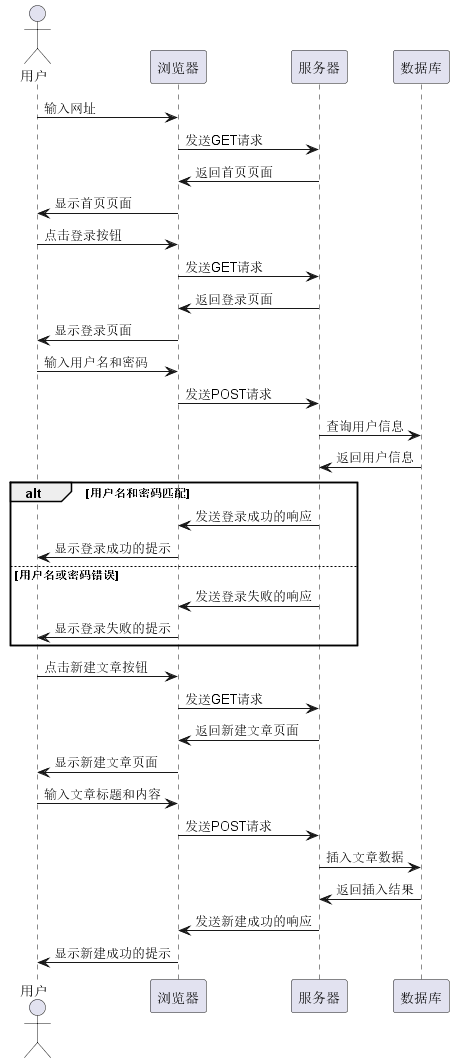 用户
浏览器
服务器
数据库
输入网址
发送GET请求
返回首页页面
显示首页页面
点击登录按钮
发送GET请求
返回登录页面
显示登录页面
输入用户名和密码
发送POST请求
查询用户信息
返回用户信息
alt [用户名和密码匹配]
发送登录成功的响应
显示登录成功的提示
[用户名或密码错误]
发送登录失败的响应
显示登录失败的提示
点击新建文章按钮
发送GET请求
返回新建文章页面
显示新建文章页面
输入文章标题和内容
发送POST请求
插入文章数据
返回插入结果
发送新建成功的响应
显示新建成功的提示
用户
浏览器
服务器
数据库